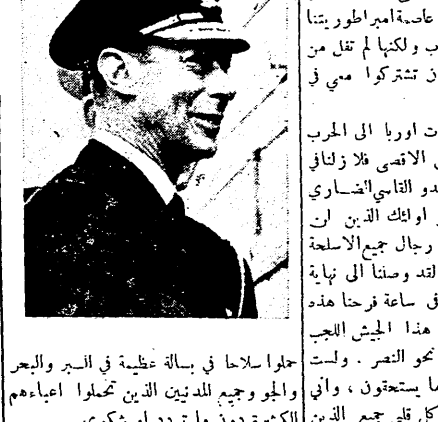 عاصمة امبراطوريتنا
ب ولكنها لم تفل من
ن تشتركوا معي في
ت اوربا الى الحرب
الاقصى فلا زلنا في
دو القاسي الضاري
اولئك الذين ان
رجال جميع الاسلحة
لقد وصلنا الى نهاية
في ساعة فرحنا هذه
هذا الجيش اللجب
نحو النصر . ولست
ما يستحقون ، واني
كل قلبي جميع الذين
حملوا سلاحا في بسالة عظيمة في البر والبحر
والجو وجميع المدنيين الذين تحملوا اعباءهم
الكثيرة دون